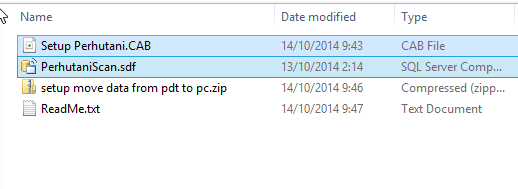 Name Date modified Type
Setup Perhutani.CAB 14/10/2014 9:43 CAB File
PerhutaniScan.sdf 13/10/2014 2:14 SQL Server Comp...
setup move data from pdt to pc.zip 14/10/2014 9:46 Compressed (zipp...
ReadMe.txt 14/10/2014 9:47 Text Document